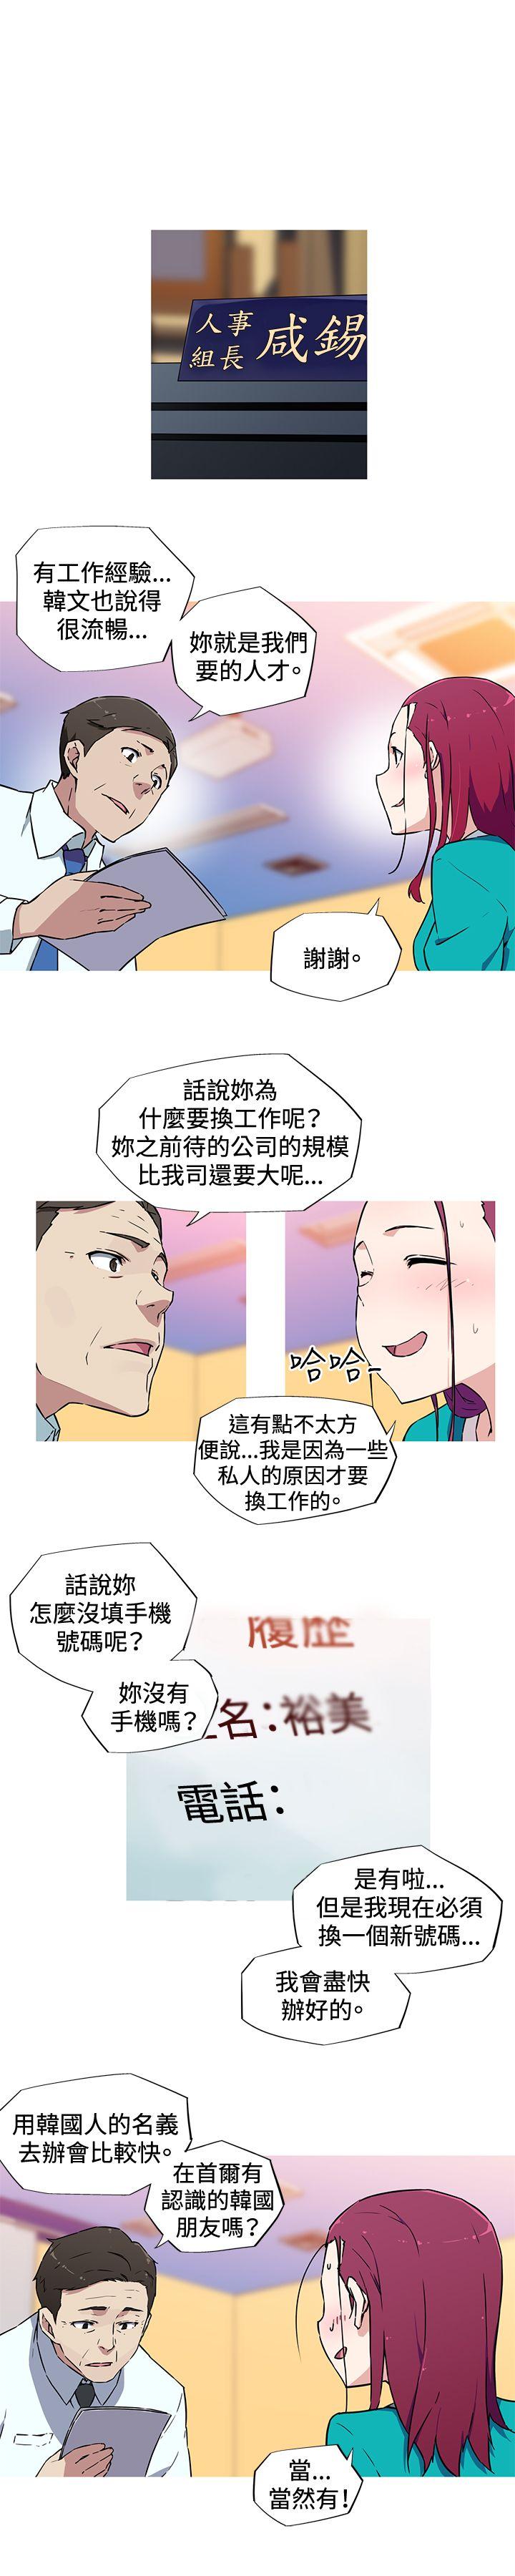 人事
組長 咸錫
有工作經驗...
韓文也說得
很流暢...
妳就是我們
要的人才。
謝謝。
話說妳為
什麼要換工作呢?
妳之前待的公司的規模
比我司還要大呢...
哈哈~
這有點不太方
便說...我是因為一些
私人的原因才要
換工作的。
話說妳
怎麼沒填手機
號碼呢?
妳沒有
手機嗎?
履歷
名:裕美
電話:
是有啦...
但是我現在必須
換一個新號碼...
我會盡快
辦好的。
用韓國人的名義
去辦會比較快。
在首爾有
認識的韓國
朋友嗎?
當...
當然有!